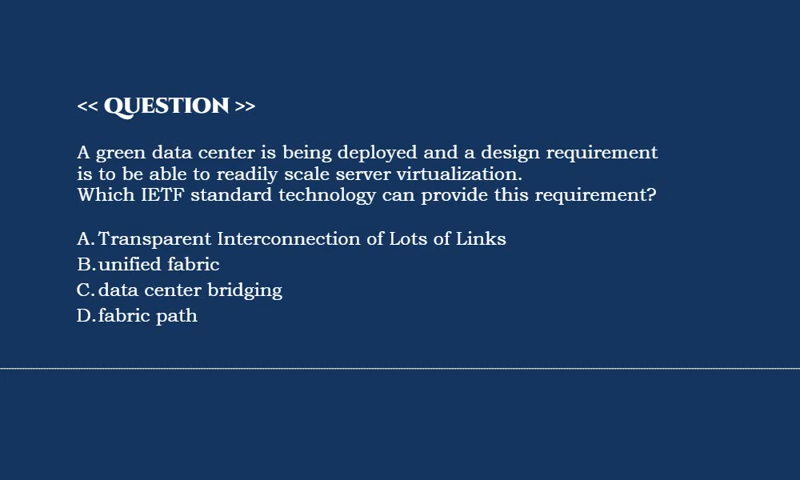 << QUESTION >>
A green data center is being deployed and a design requirement
is to be able to readily scale server virtualization.
Which IETF standard technology can provide this requirement?
A. Transparent Interconnection of Lots of Links
B. unified fabric
C. data center bridging
D. fabric path